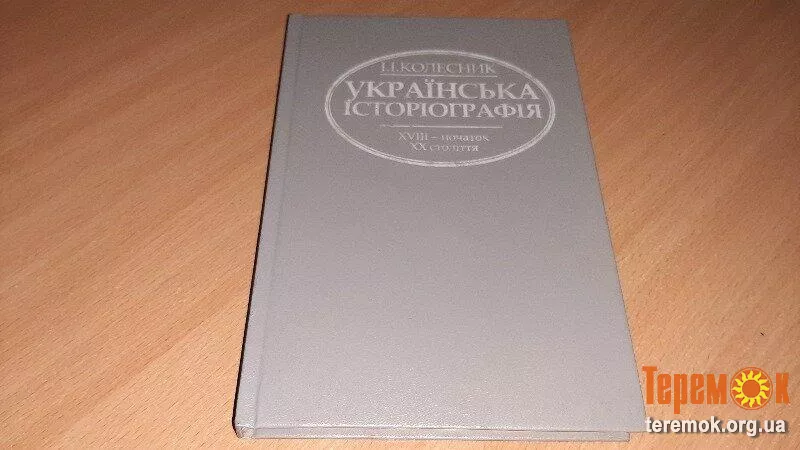 І.І.КОЛЕСНИК
УКРАЇНСЬКА
ІСТОРІОГРАФІЯ
XVIII – початок
XX століття
Теремок
teremok.org.ua